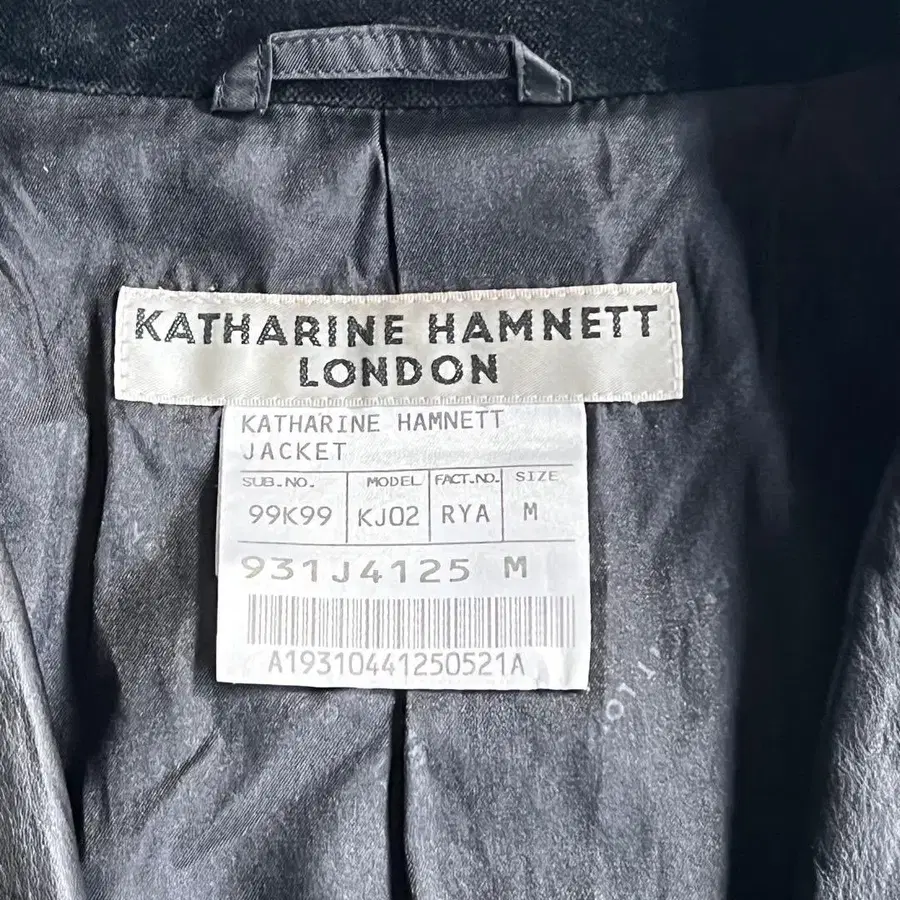 KATHARINE HAMNETT
LONDON
KATHARINE HAMNETT
JACKET
SUB.NO. MODEL FACT.NO. SIZE
99K99 KJ02 RYA M
931J4125 M
A19310441250521A